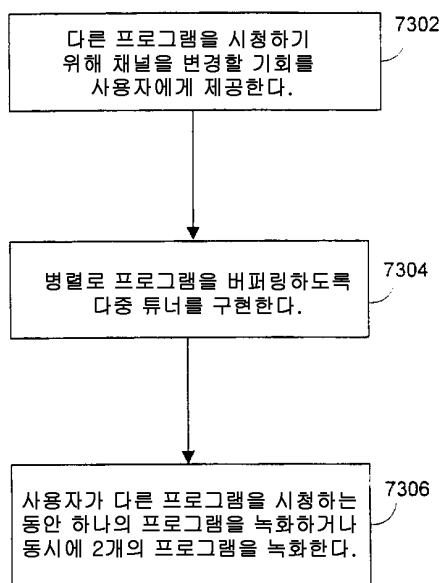 다른 프로그램을 시청하기
위해 채널을 변경할 기회를
사용자에게 제공한다.
7302
병렬로 프로그램을 버퍼링하도록
다중 튜너를 구현한다.
7304
사용자가 다른 프로그램을 시청하는
동안 하나의 프로그램을 녹화하거나
동시에 2개의 프로그램을 녹화한다.
7306